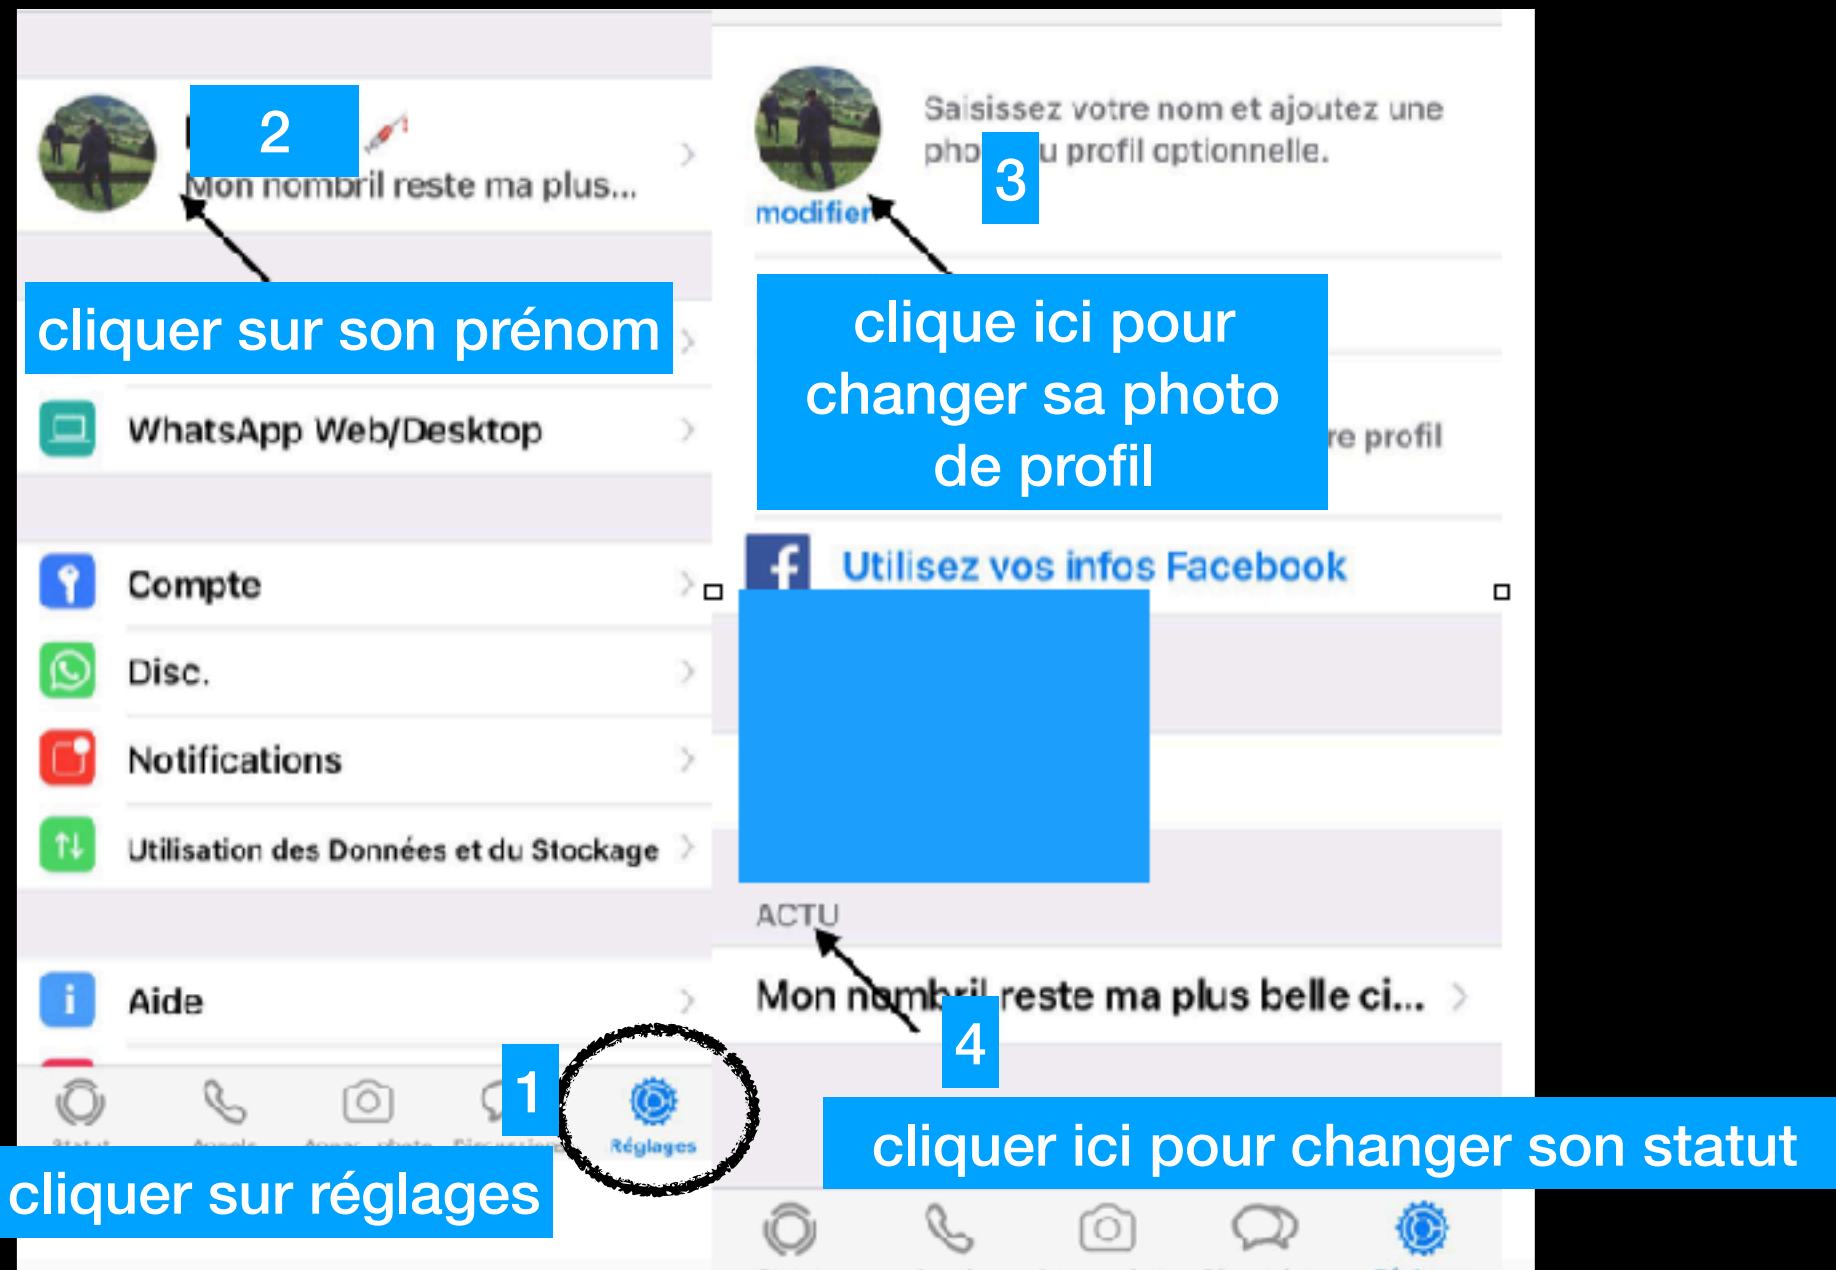 2
Mon nombril reste ma plus...
cliquer sur son prénom
WhatsApp Web/Desktop
Compte
Disc.
Notifications
Utilisation des Données et du Stockage
Aide
1
Réglages
cliquer sur réglages
Saisissez votre nom et ajoutez une
profil optionnelle.
3
modifier
clique ici pour
changer sa photo
de profil
profil
Utilisez vos infos Facebook
ACTU
Mon nombril reste ma plus belle ci...
4
cliquer ici pour changer son statut